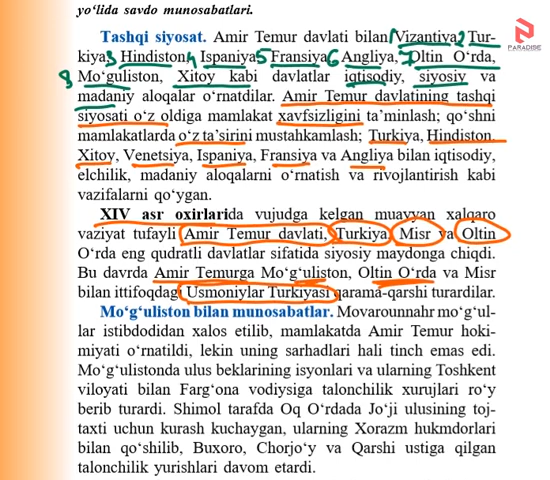 yo‘lida savdo munosabatlari.
PARADISE
Tashqi siyosat. Amir Temur davlati bilan 1 Vizantiya, 2 Tur-
kiya, 3 Hindiston, 4 Ispaniya, 5 Fransiya, 6 Angliya, 7 Oltin O‘rda,
8 Mo‘guliston, Xitoy kabi davlatlar iqtisodiy, siyosiy va
madaniy aloqalar o‘rnatdilar. Amir Temur davlatining tashqi
siyosati o‘z oldiga mamlakat xavfsizligini ta’minlash; qo‘shni
mamlakatlarda o‘z ta’sirini mustahkamlash; Turkiya, Hindiston,
Xitoy, Venetsiya, Ispaniya, Fransiya va Angliya bilan iqtisodiy,
elchilik, madaniy aloqalarni o‘rnatish va rivojlantirish kabi
vazifalarni qo‘ygan.
XIV asr oxirlarida vujudga kelgan muayyan xalqaro
vaziyat tufayli Amir Temur davlati, Turkiya, Misr va Oltin
O‘rda eng qudratli davlatlar sifatida siyosiy maydonga chiqdi.
Bu davrda Amir Temurga Mo‘g‘uliston, Oltin O‘rda va Misr
bilan ittifoqdagi Usmoniylar Turkiyasi qarama-qarshi turardilar.
Mo‘g‘uliston bilan munosabatlar. Movarounnahr mo‘g‘ul-
lar istibdodidan xalos etilib, mamlakatda Amir Temur hoki-
miyati o‘rnatildi, lekin uning sarhadlari hali tinch emas edi.
Mo‘g‘ulistonda ulus beklarining isyonlari va ularning Toshkent
viloyati bilan Farg‘ona vodiysiga talonchilik xurujlari ro‘y
berib turardi. Shimol tarafda Oq O‘rdada Jo‘ji ulusining toj-
taxti uchun kurash kuchaygan, ularning Xorazm hukmdorlari
bilan qo‘shilib, Buxoro, Chorjo‘y va Qarshi ustiga qilgan
talonchilik yurishlari davom etardi.